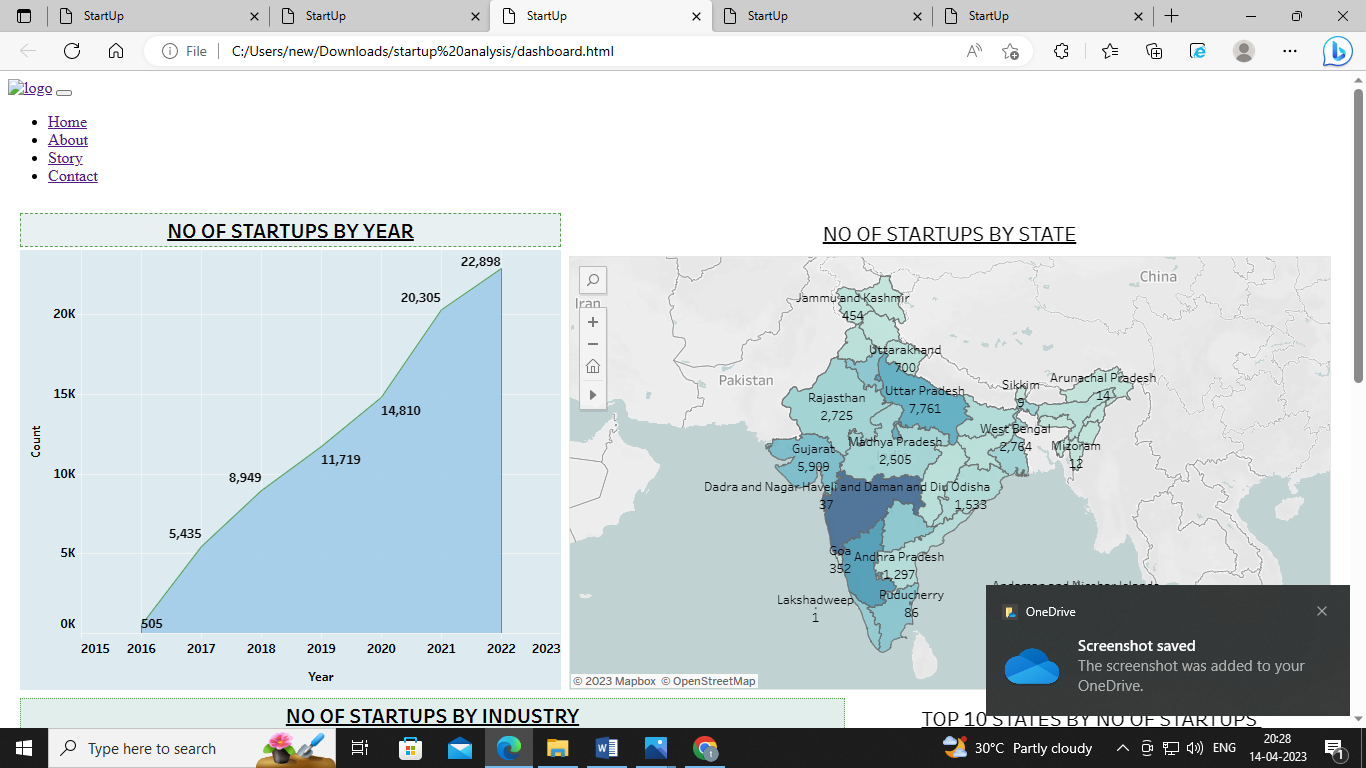 StartUp
StartUp
StartUp
StartUp
StartUp
File
C:/Users/new/Downloads/startup%20analysis/dashboard.html
logo
Home
About
Story
Contact
NO OF STARTUPS BY YEAR
22,898
20,305
20K
15K
14,810
11,719
10K
8,949
5,435
5K
0K
505
Count
2015 2016 2017 2018 2019 2020 2021 2022 2023
Year
NO OF STARTUPS BY STATE
China
Iran
Jammu and Kashmir
454
Uttarakhand
700
Pakistan
Uttar Pradesh
7,761
Sikkim
9
Arunachal Pradesh
14
Rajasthan
2,725
West Bengal
2,764
Mizoram
12
Gujarat
5,909
Madhya Pradesh
2,505
Dadra and Nagar Haveli and Daman and Diu
37
Odisha
1,533
Goa
352
Andhra Pradesh
1,297
Lakshadweep
1
Puducherry
86
Andaman and Nicobar Islands
© 2023 Mapbox © OpenStreetMap
NO OF STARTUPS BY INDUSTRY
TOP 10 STATES BY NO OF STARTUPS
OneDrive
Screenshot saved
The screenshot was added to your
OneDrive.
Type here to search
30°C Partly cloudy
ENG
20:28
14-04-2023
1